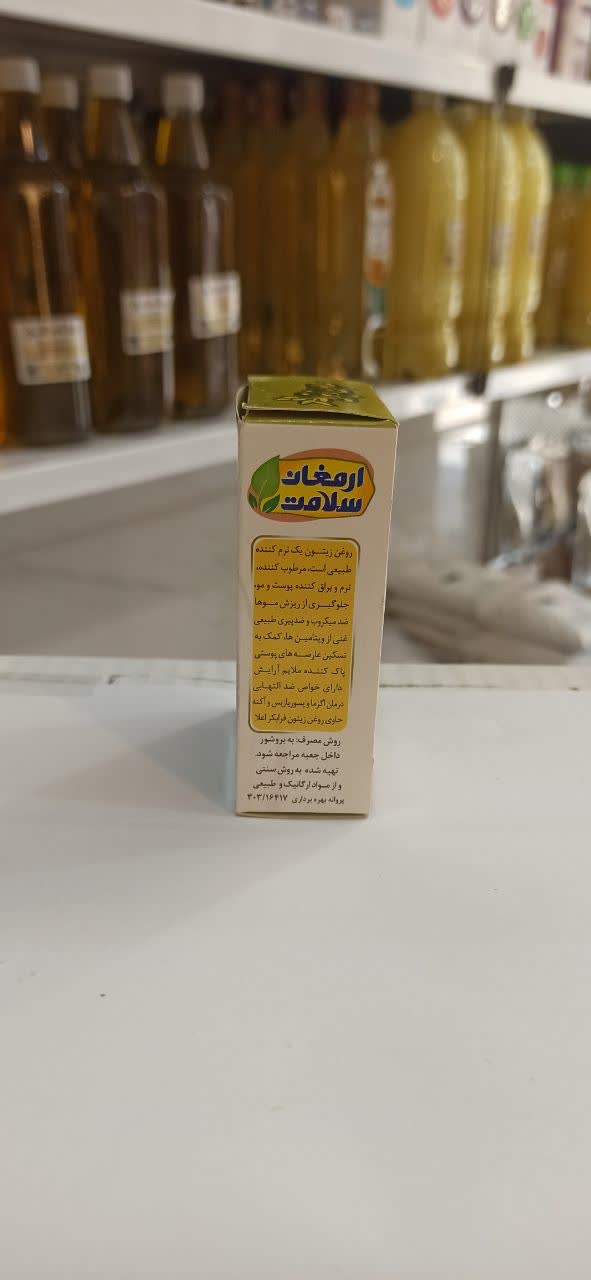 ارمغان
سلامت
روغن زیتون یک نرم کننده
طبیعی است، مرطوب کننده،
نرم و براق کننده پوست و مو،
جلوگیری از ریزش موها
ضد میکروب و ضدپیری طبیعی
غنی از ویتامین ها، کمک به
تسکین عارضه های پوستی
پاک کننده ملایم آرایش
دارای خواص ضد التهابی
درمان اگزما و پسوریازیس و آکنه
حاوی روغن زیتون فرابکر اعلا
روش مصرف: به بروشور
داخل جعبه مراجعه شود.
تهیه شده به روش سنتی
و از مواد ارگانیک و طبیعی
پروانه بهره برداری ۳۰۳/۱۶۴۱۷